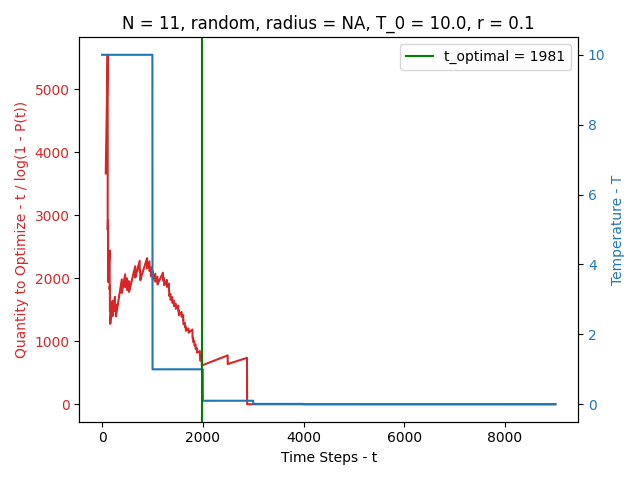 N = 11, random, radius = NA, T_0 = 10.0, r = 0.1
t_optimal = 1981
Quantity to Optimize - t / log(1 - P(t))
5000
4000
3000
2000
1000
0
10
8
6
4
2
0
Temperature - T
0 2000 4000 6000 8000
Time Steps - t